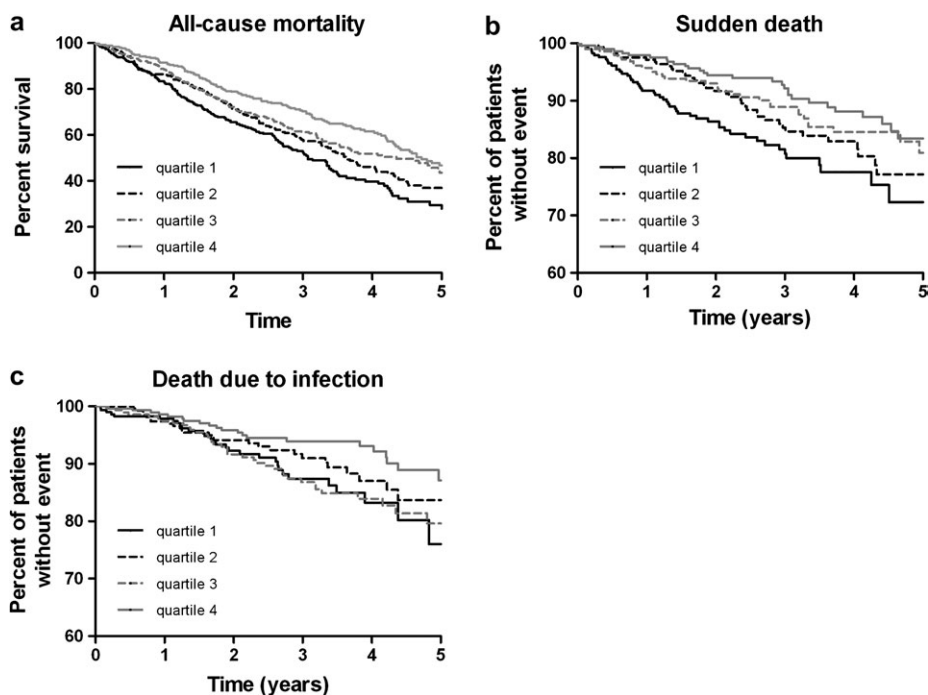 a
All-cause mortality
Percent survival
100
80
60
40
20
0
quartile 1
quartile 2
quartile 3
quartile 4
0 1 2 3 4 5
Time
b
Sudden death
Percent of patients
without event
100
90
80
70
60
quartile 1
quartile 2
quartile 3
quartile 4
0 1 2 3 4 5
Time (years)
c
Death due to infection
Percent of patients
without event
100
90
80
70
60
quartile 1
quartile 2
quartile 3
quartile 4
0 1 2 3 4 5
Time (years)